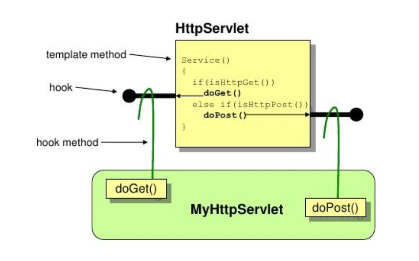 HttpServlet
template method
Service()
{
if(isHttpGet())
doGet()
else if(isHttpPost())
doPost()
}
hook
hook method
doGet()
MyHttpServlet
doPost()